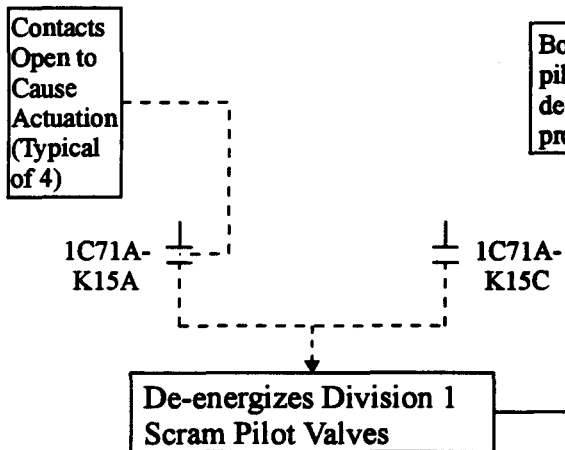 Contacts
Open to
Cause
Actuation
(Typical
of 4)
1C71A-
K15A
1C71A-
K15C
De-energizes Division 1
Scram Pilot Valves